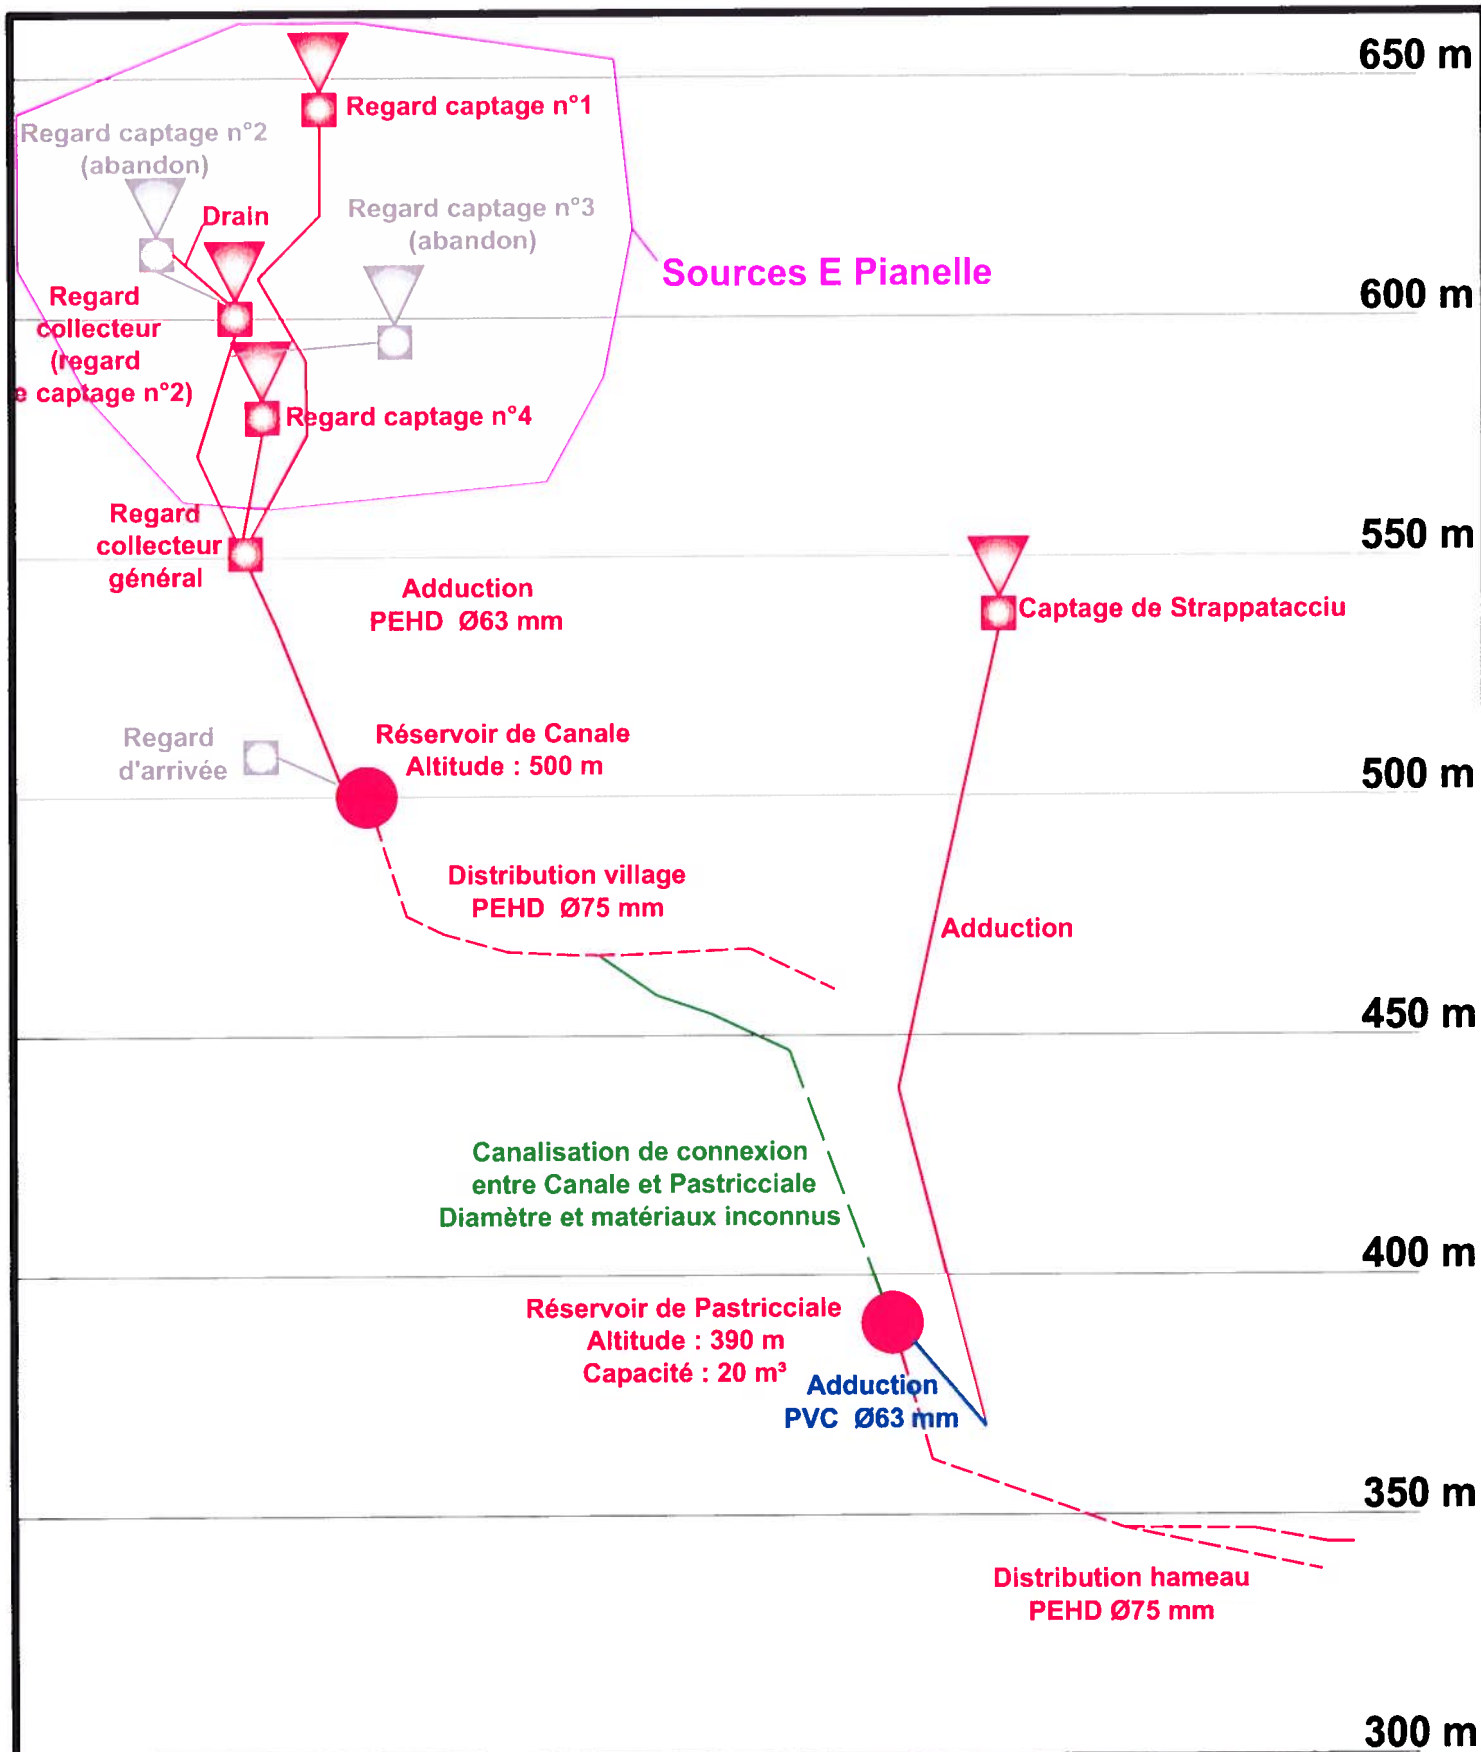 650 m
Regard captage n°1
Regard captage n°2
(abandon)
Drain
Regard captage n°3
(abandon)
Sources E Pianelle
600 m
Regard
collecteur
(regard
e captage n°2)
Regard captage n°4
Regard
collecteur
général
550 m
Adduction
PEHD Ø63 mm
Captage de Strappatacciu
Regard
d'arrivée
Réservoir de Canale
Altitude : 500 m
500 m
Distribution village
PEHD Ø75 mm
Adduction
450 m
Canalisation de connexion
entre Canale et Pastricciale
Diamètre et matériaux inconnus
400 m
Réservoir de Pastricciale
Altitude : 390 m
Capacité : 20 m³
Adduction
PVC Ø63 mm
350 m
Distribution hameau
PEHD Ø75 mm
300 m